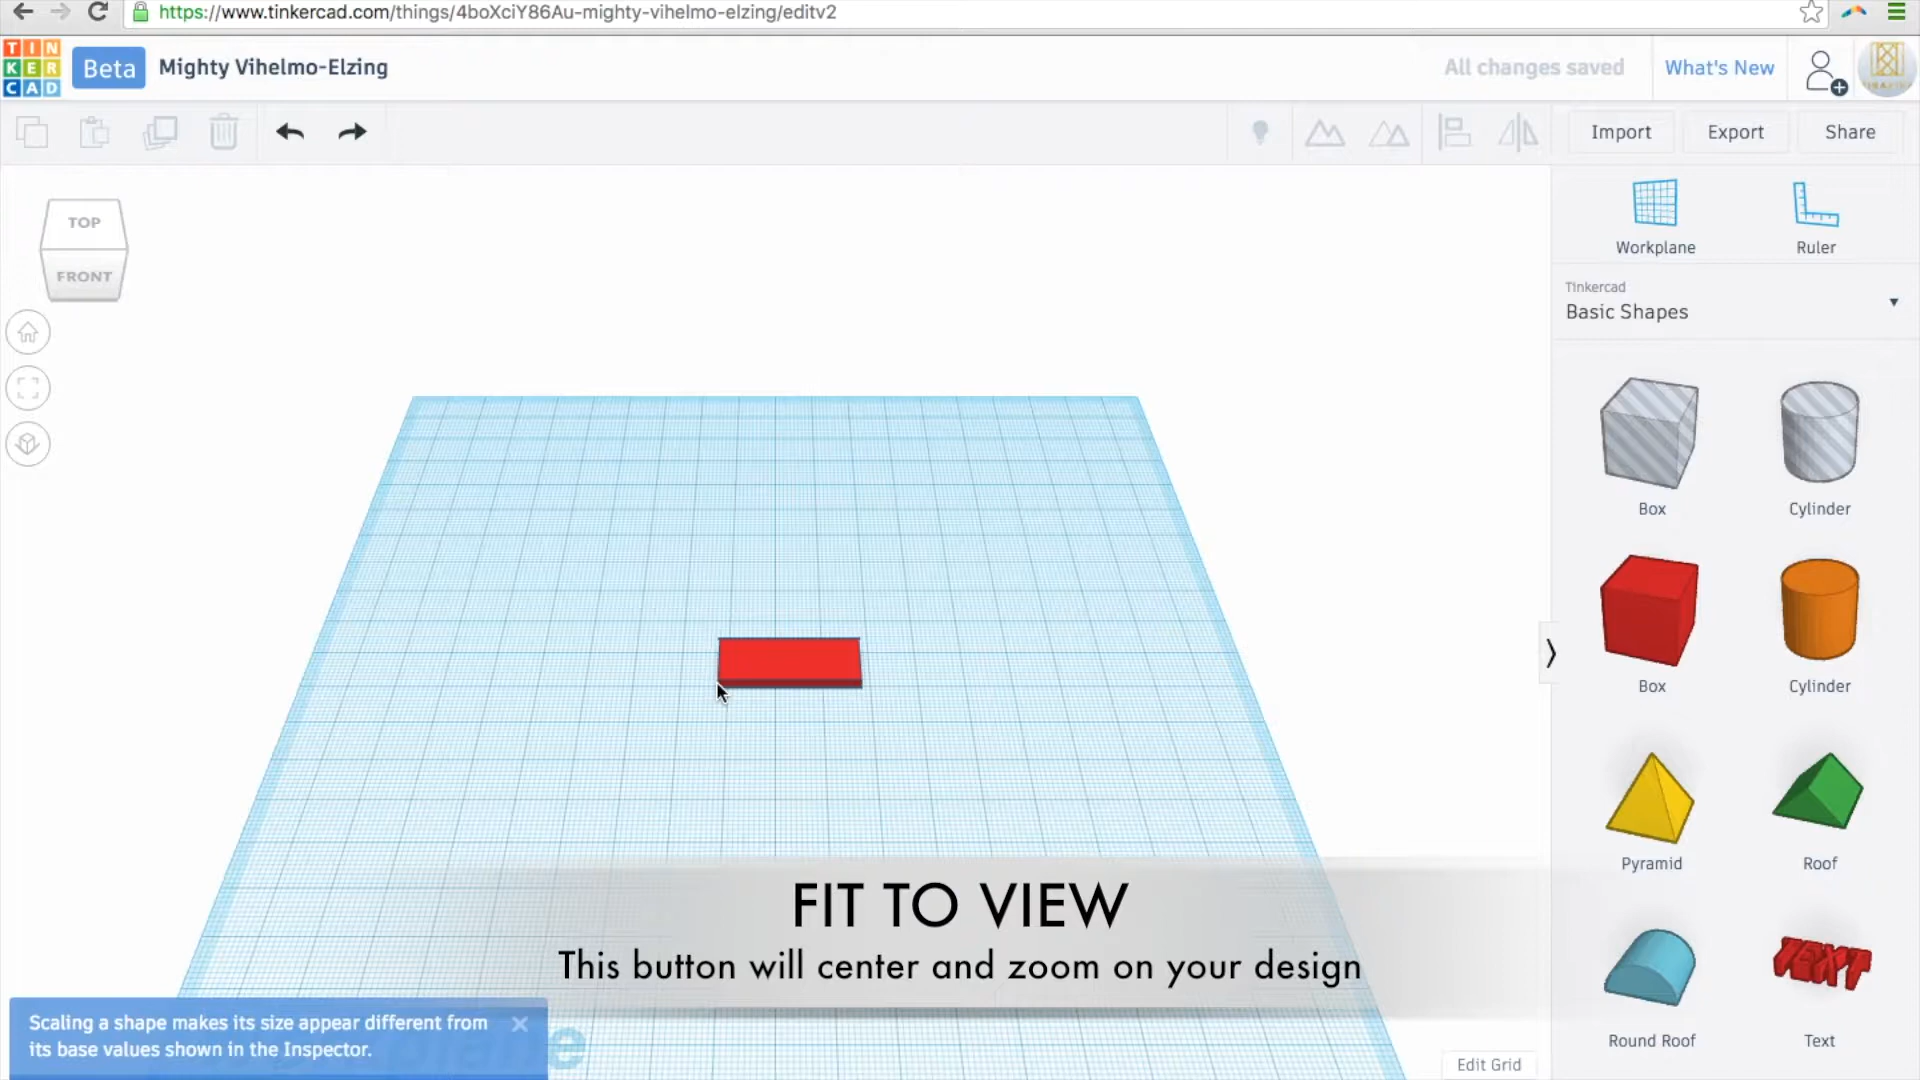 https://www.tinkercad.com/things/4boXciY86Au-mighty-vihelmo-elzing/editv2
TIN
KER
CAD
Beta
Mighty Vihelmo-Elzing
All changes saved
What's New
Import
Export
Share
TOP
FRONT
Workplane
Ruler
Tinkercad
Basic Shapes
Box
Cylinder
Box
Cylinder
Pyramid
Roof
TEXT
Round Roof
Text
FIT TO VIEW
This button will center and zoom on your design
Scaling a shape makes its size appear different from
its base values shown in the Inspector.
Edit Grid